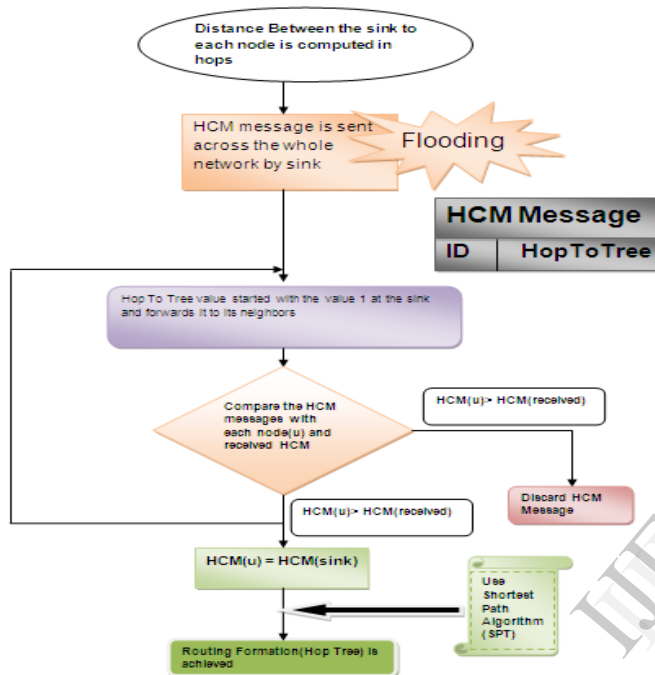 Distance Between the sink to
each node is computed in
hops
HCM message is sent
across the whole
network by sink
Flooding
HCM Message
ID HopToTree
Hop To Tree value started with the value 1 at the sink
and forwards it to its neighbors
Compare the HCM
messages with
each node(u) and
received HCM
HCM(u)> HCM(received)
Discard HCM
Message
HCM(u)> HCM(received)
HCM(u) = HCM(sink)
Use
Shortest
Path
Algorithm
(SPT)
Routing Formation(Hop Tree) is
achieved